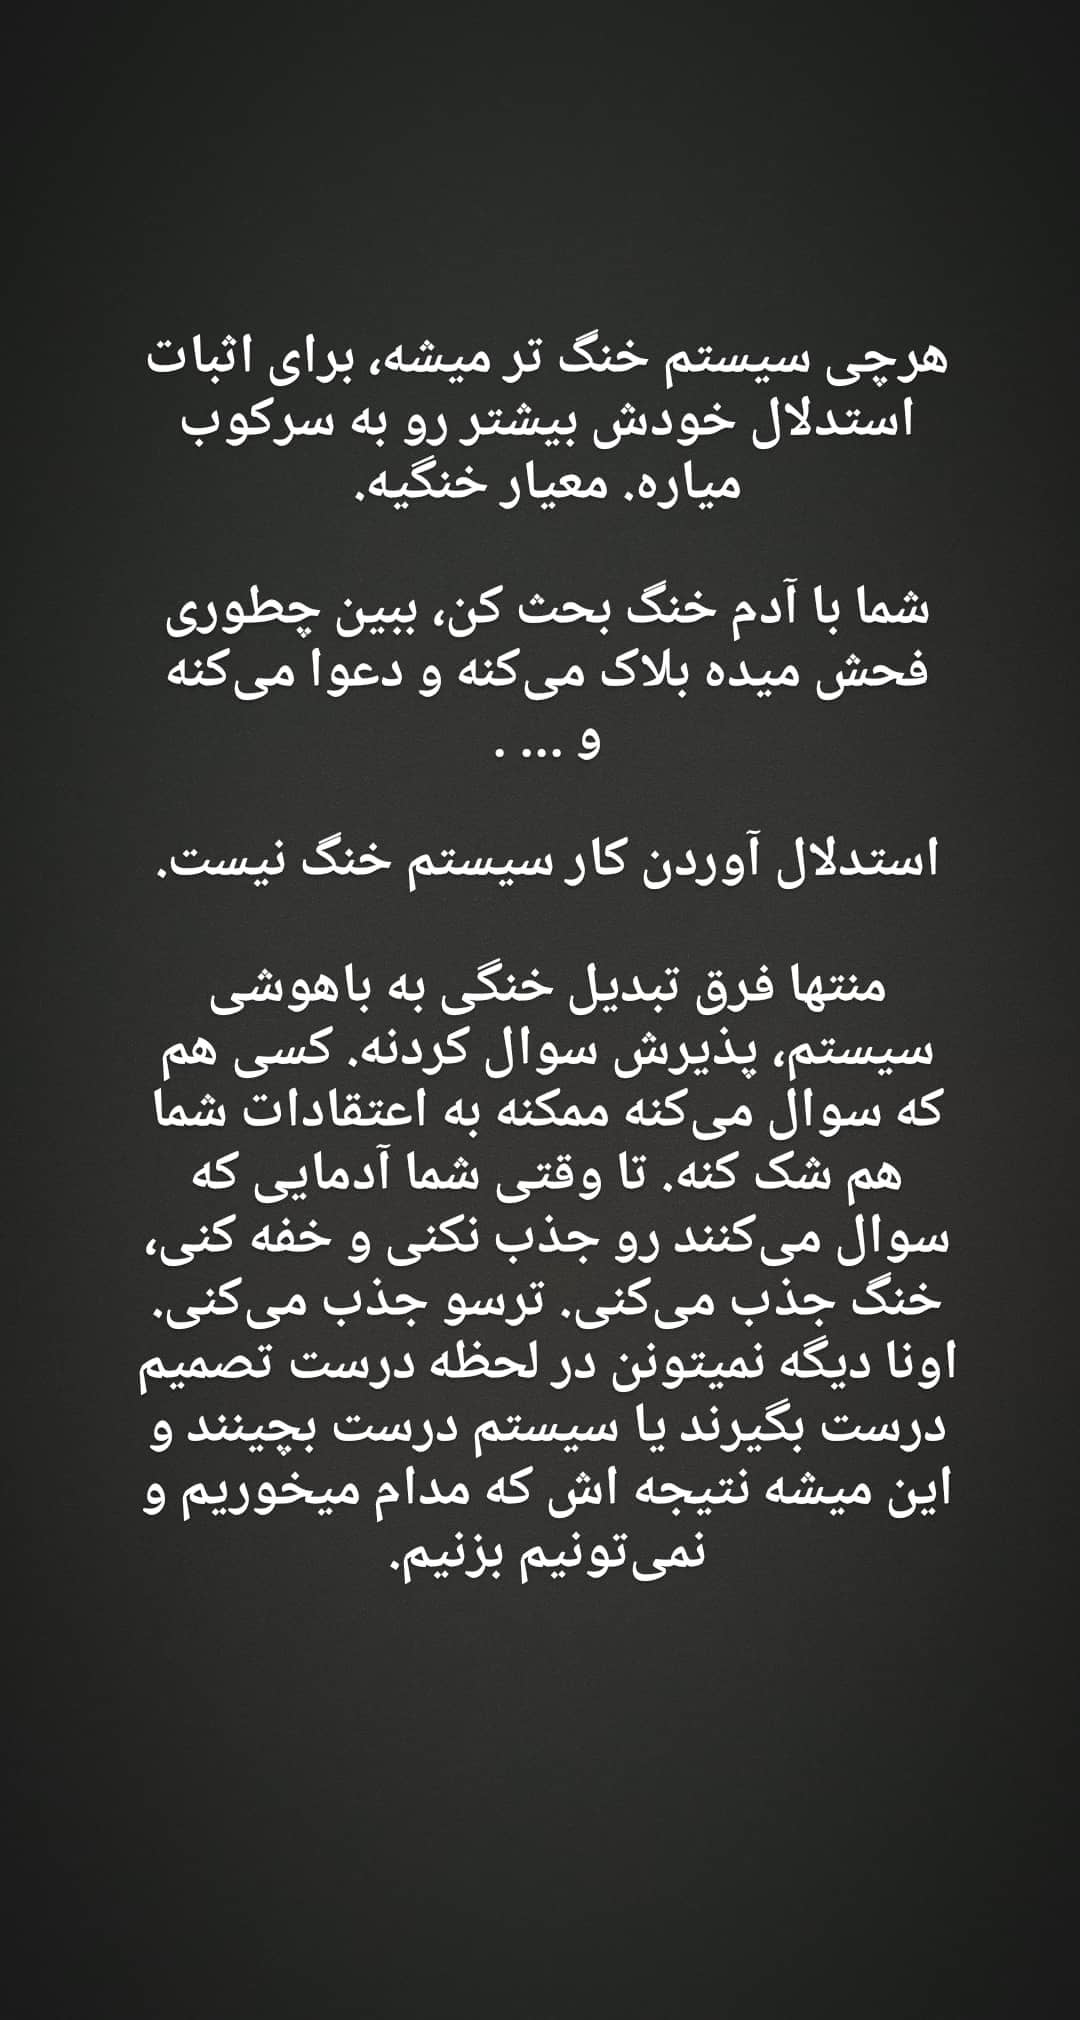 هرچی سیستم خنگ تر میشه، برای اثبات
استدلال خودش بیشتر رو به سرکوب
میاره. معیار خنگیه.
شما با آدم خنگ بحث کن، ببین چطوری
فحش میده بلاک می‌کنه و دعوا می‌کنه
و ... .
استدلال آوردن کار سیستم خنگ نیست.
منتها فرق تبدیل خنگی به باهوشی
سیستم، پذیرش سوال کردنه. کسی هم
که سوال می‌کنه ممکنه به اعتقادات شما
هم شک کنه. تا وقتی شما آدمایی که
سوال می‌کنند رو جذب نکنی و خفه کنی،
خنگ جذب می‌کنی. ترسو جذب می‌کنی.
اونا دیگه نمیتونن در لحظه درست تصمیم
درست بگیرند یا سیستم درست بچینند و
این میشه نتیجه اش که مدام میخوریم و
نمی‌تونیم بزنیم.